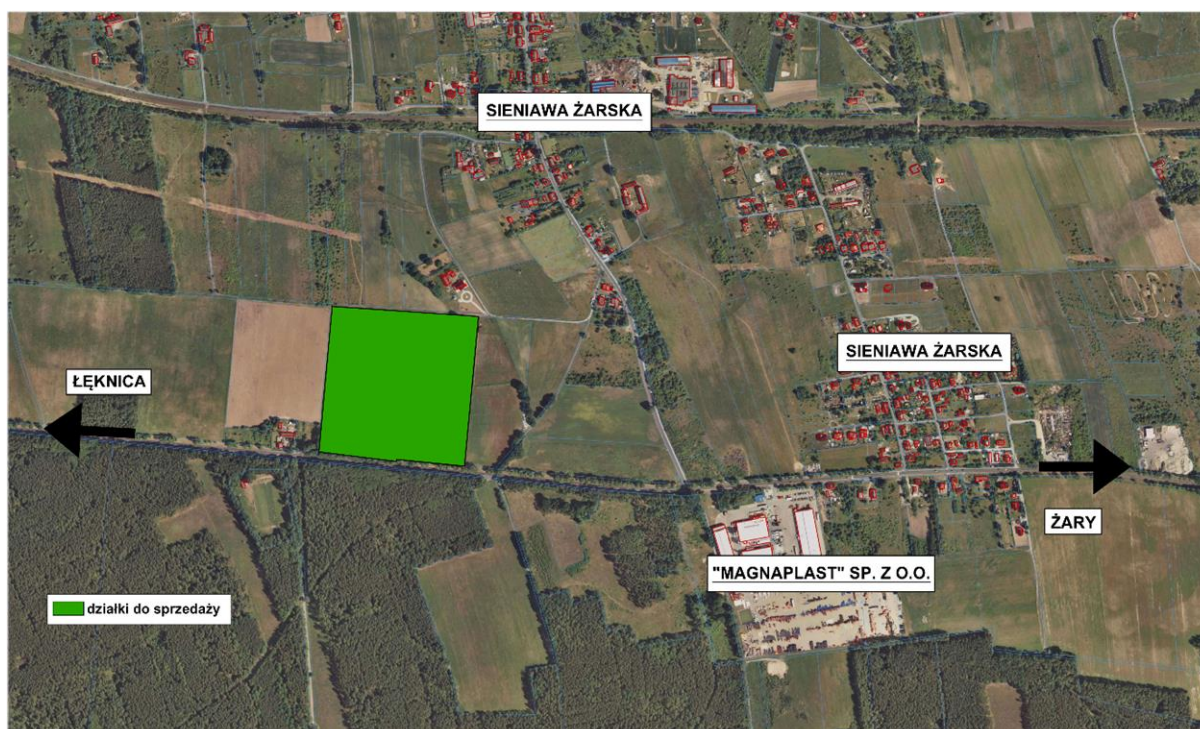 SIENIAWA ŻARSKA
SIENIAWA ŻARSKA
ŁĘKNICA
ŻARY
"MAGNAPLAST" SP. Z O.O.
działki do sprzedaży